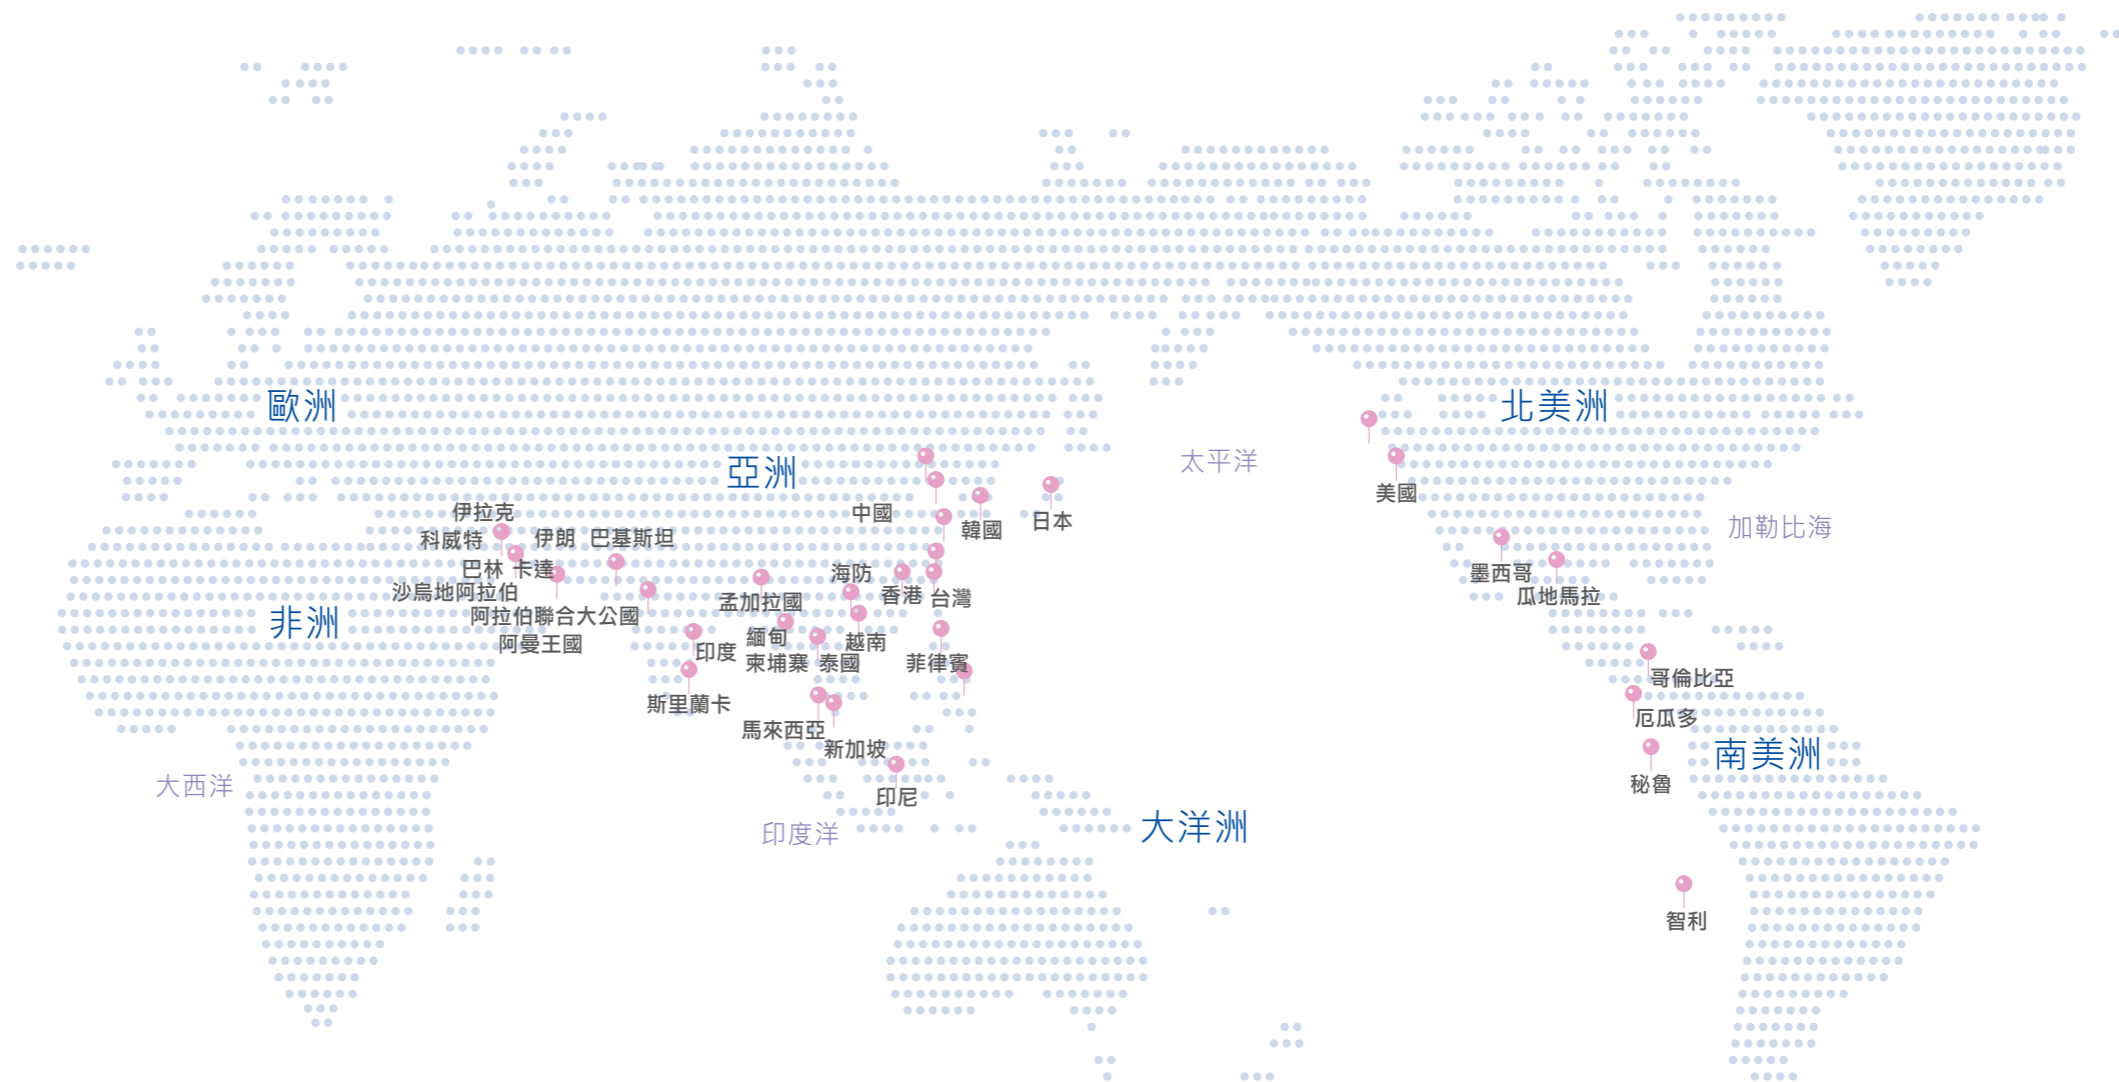 歐洲
北美洲
亞洲
太平洋
美國
中國
韓國
日本
伊拉克
科威特
伊朗
巴基斯坦
加勒比海
巴林
卡達
沙烏地阿拉伯
阿拉伯聯合大公國
阿曼王國
非洲
孟加拉國
海防
香港
台灣
墨西哥
瓜地馬拉
印度
緬甸
越南
柬埔寨
泰國
菲律賓
斯里蘭卡
哥倫比亞
厄瓜多
馬來西亞
新加坡
南美洲
大西洋
印尼
秘魯
印度洋
大洋洲
智利